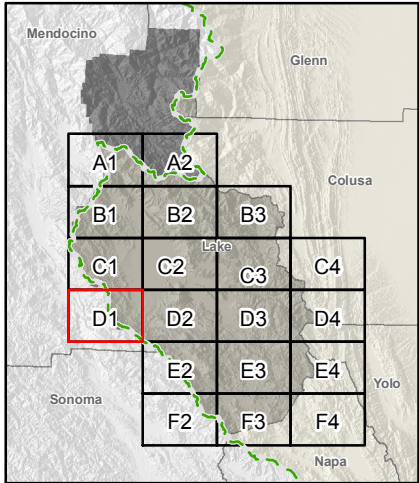 Mendocino
Glenn
A1 A2
Colusa
B1 B2 B3
Lake
C1 C2 C3 C4
D1 D2 D3 D4
E2 E3 E4
Yolo
Sonoma
F2 F3 F4
Napa